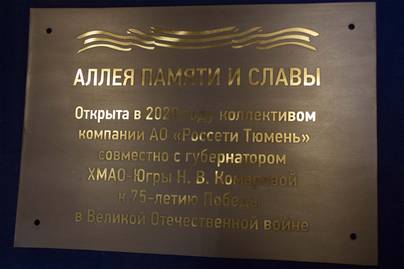 АЛЛЕЯ ПАМЯТИ И СЛАВЫ
Открыта в 2020 году коллективом
компании АО «Россети Тюмень»
совместно с губернатором
ХМАО-Югры Н. В. Комаровой
к 75-летию Победы
в Великой Отечественной войне